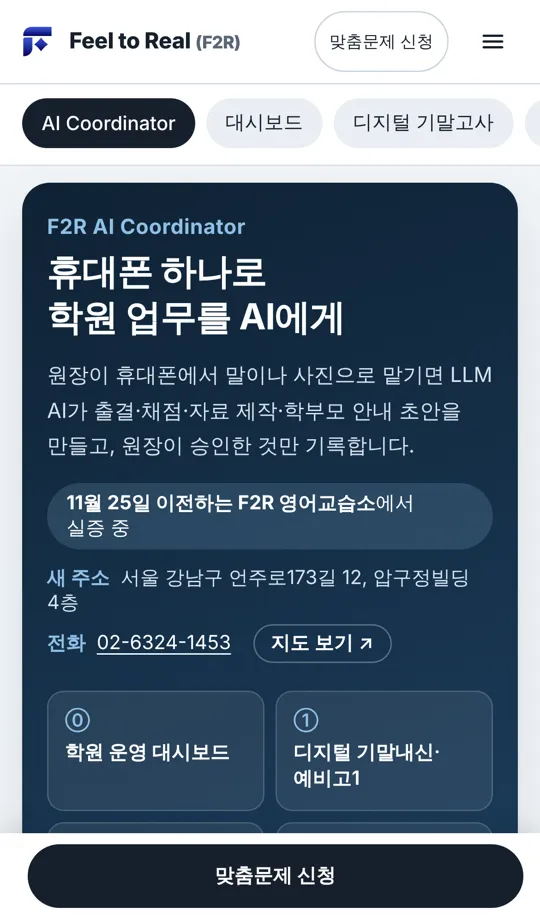 Feel to Real (F2R)
맞춤문제 신청
AI Coordinator
대시보드
디지털 기말고사
F2R AI Coordinator
휴대폰 하나로
학원 업무를 AI에게
원장이 휴대폰에서 말이나 사진으로 맡기면 LLM
AI가 출결·채점·자료 제작·학부모 안내 초안을
만들고, 원장이 승인한 것만 기록합니다.
11월 25일 이전하는 F2R 영어교습소에서
실증 중
새 주소 서울 강남구 언주로173길 12, 압구정빌딩
4층
전화 02-6324-1453 지도 보기 ↗
⓪
학원 운영 대시보드
①
디지털 기말내신·
예비고1
맞춤문제 신청